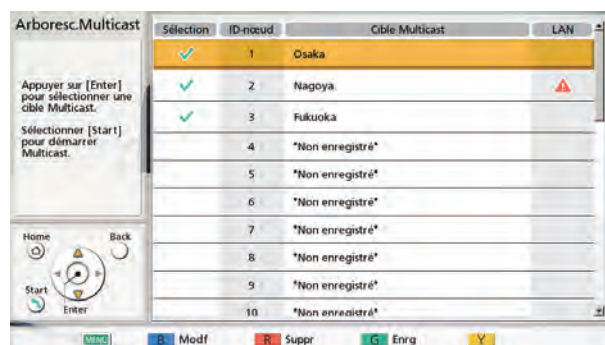 Arboresc.Multicast
Appuyer sur [Enter]
pour sélectionner une
cible Multicast.
Sélectionner [Start]
pour démarrer
Multicast.
Home
Back
Start
Enter
Sélection ID-nœud Cible Multicast LAN
1 Osaka
2 Nagoya
3 Fukuoka
4 *Non enregistré*
5 *Non enregistré*
6 *Non enregistré*
7 *Non enregistré*
8 *Non enregistré*
9 *Non enregistré*
10 *Non enregistré*
MENU B Modf R Suppr G Enrg Y